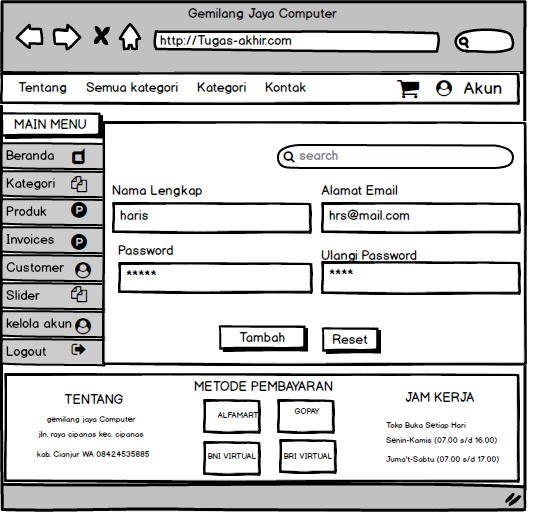 Gemilang Jaya Computer
http://Tugas-akhir.com
Tentang Semua kategori Kategori Kontak Akun
MAIN MENU
Beranda
Kategori
Produk
Invoices
Customer
Slider
kelola akun
Logout
search
Nama Lengkap Alamat Email
haris hrs@mail.com
Password Ulangi Password
***** ****
Tambah Reset
TENTANG
gemilang jaya Computer
jln. raya cipanas kec. cipanas
kab. Cianjur WA 08424535885
METODE PEMBAYARAN
ALFAMART GOPAY
BNI VIRTUAL BRI VIRTUAL
JAM KERJA
Toko Buka Setiap Hari
Senin-Kamis (07.00 s/d 16.00)
Juma't-Sabtu (07.00 s/d 17.00)